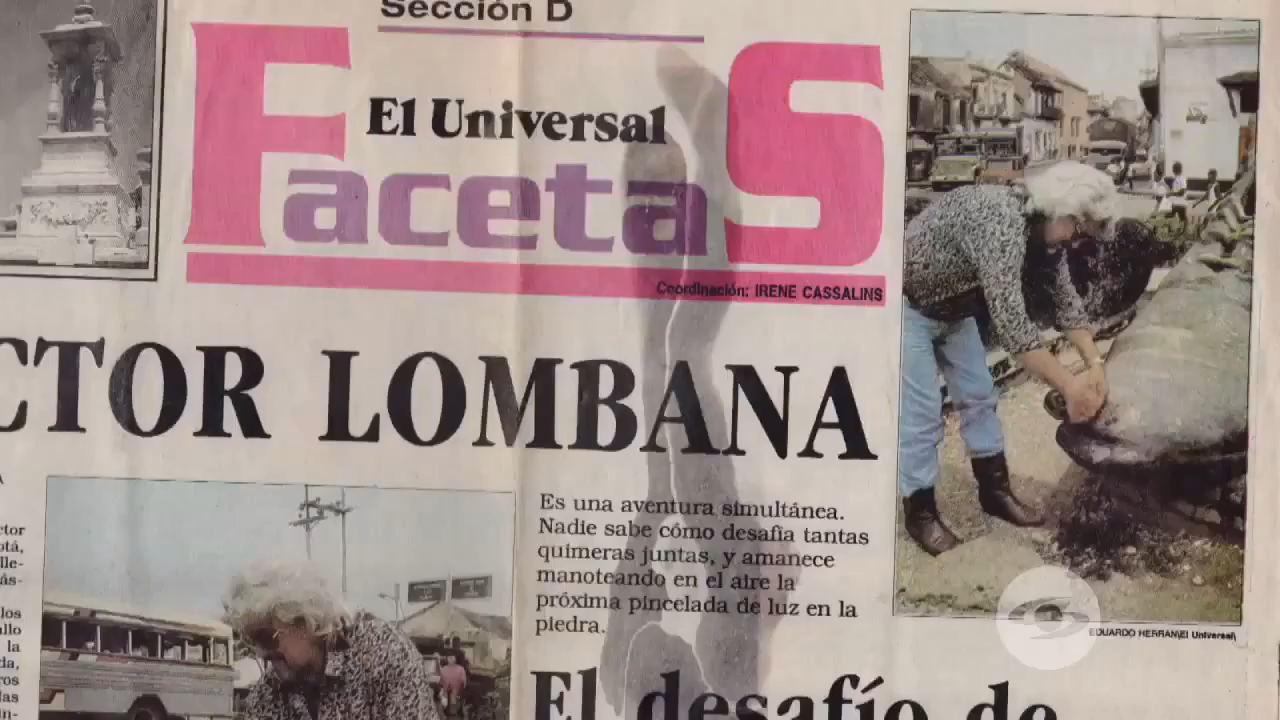 Sección D
El Universal
FacetaS
Coordinación: IRENE CASSALINS
CTOR LOMBANA
Es una aventura simultánea.
Nadie sabe cómo desafía tantas
quimeras juntas, y amanece
manoteando en el aire la
próxima pincelada de luz en la
piedra.
EDUARDO HERRAN\El Universal\
El desafío de